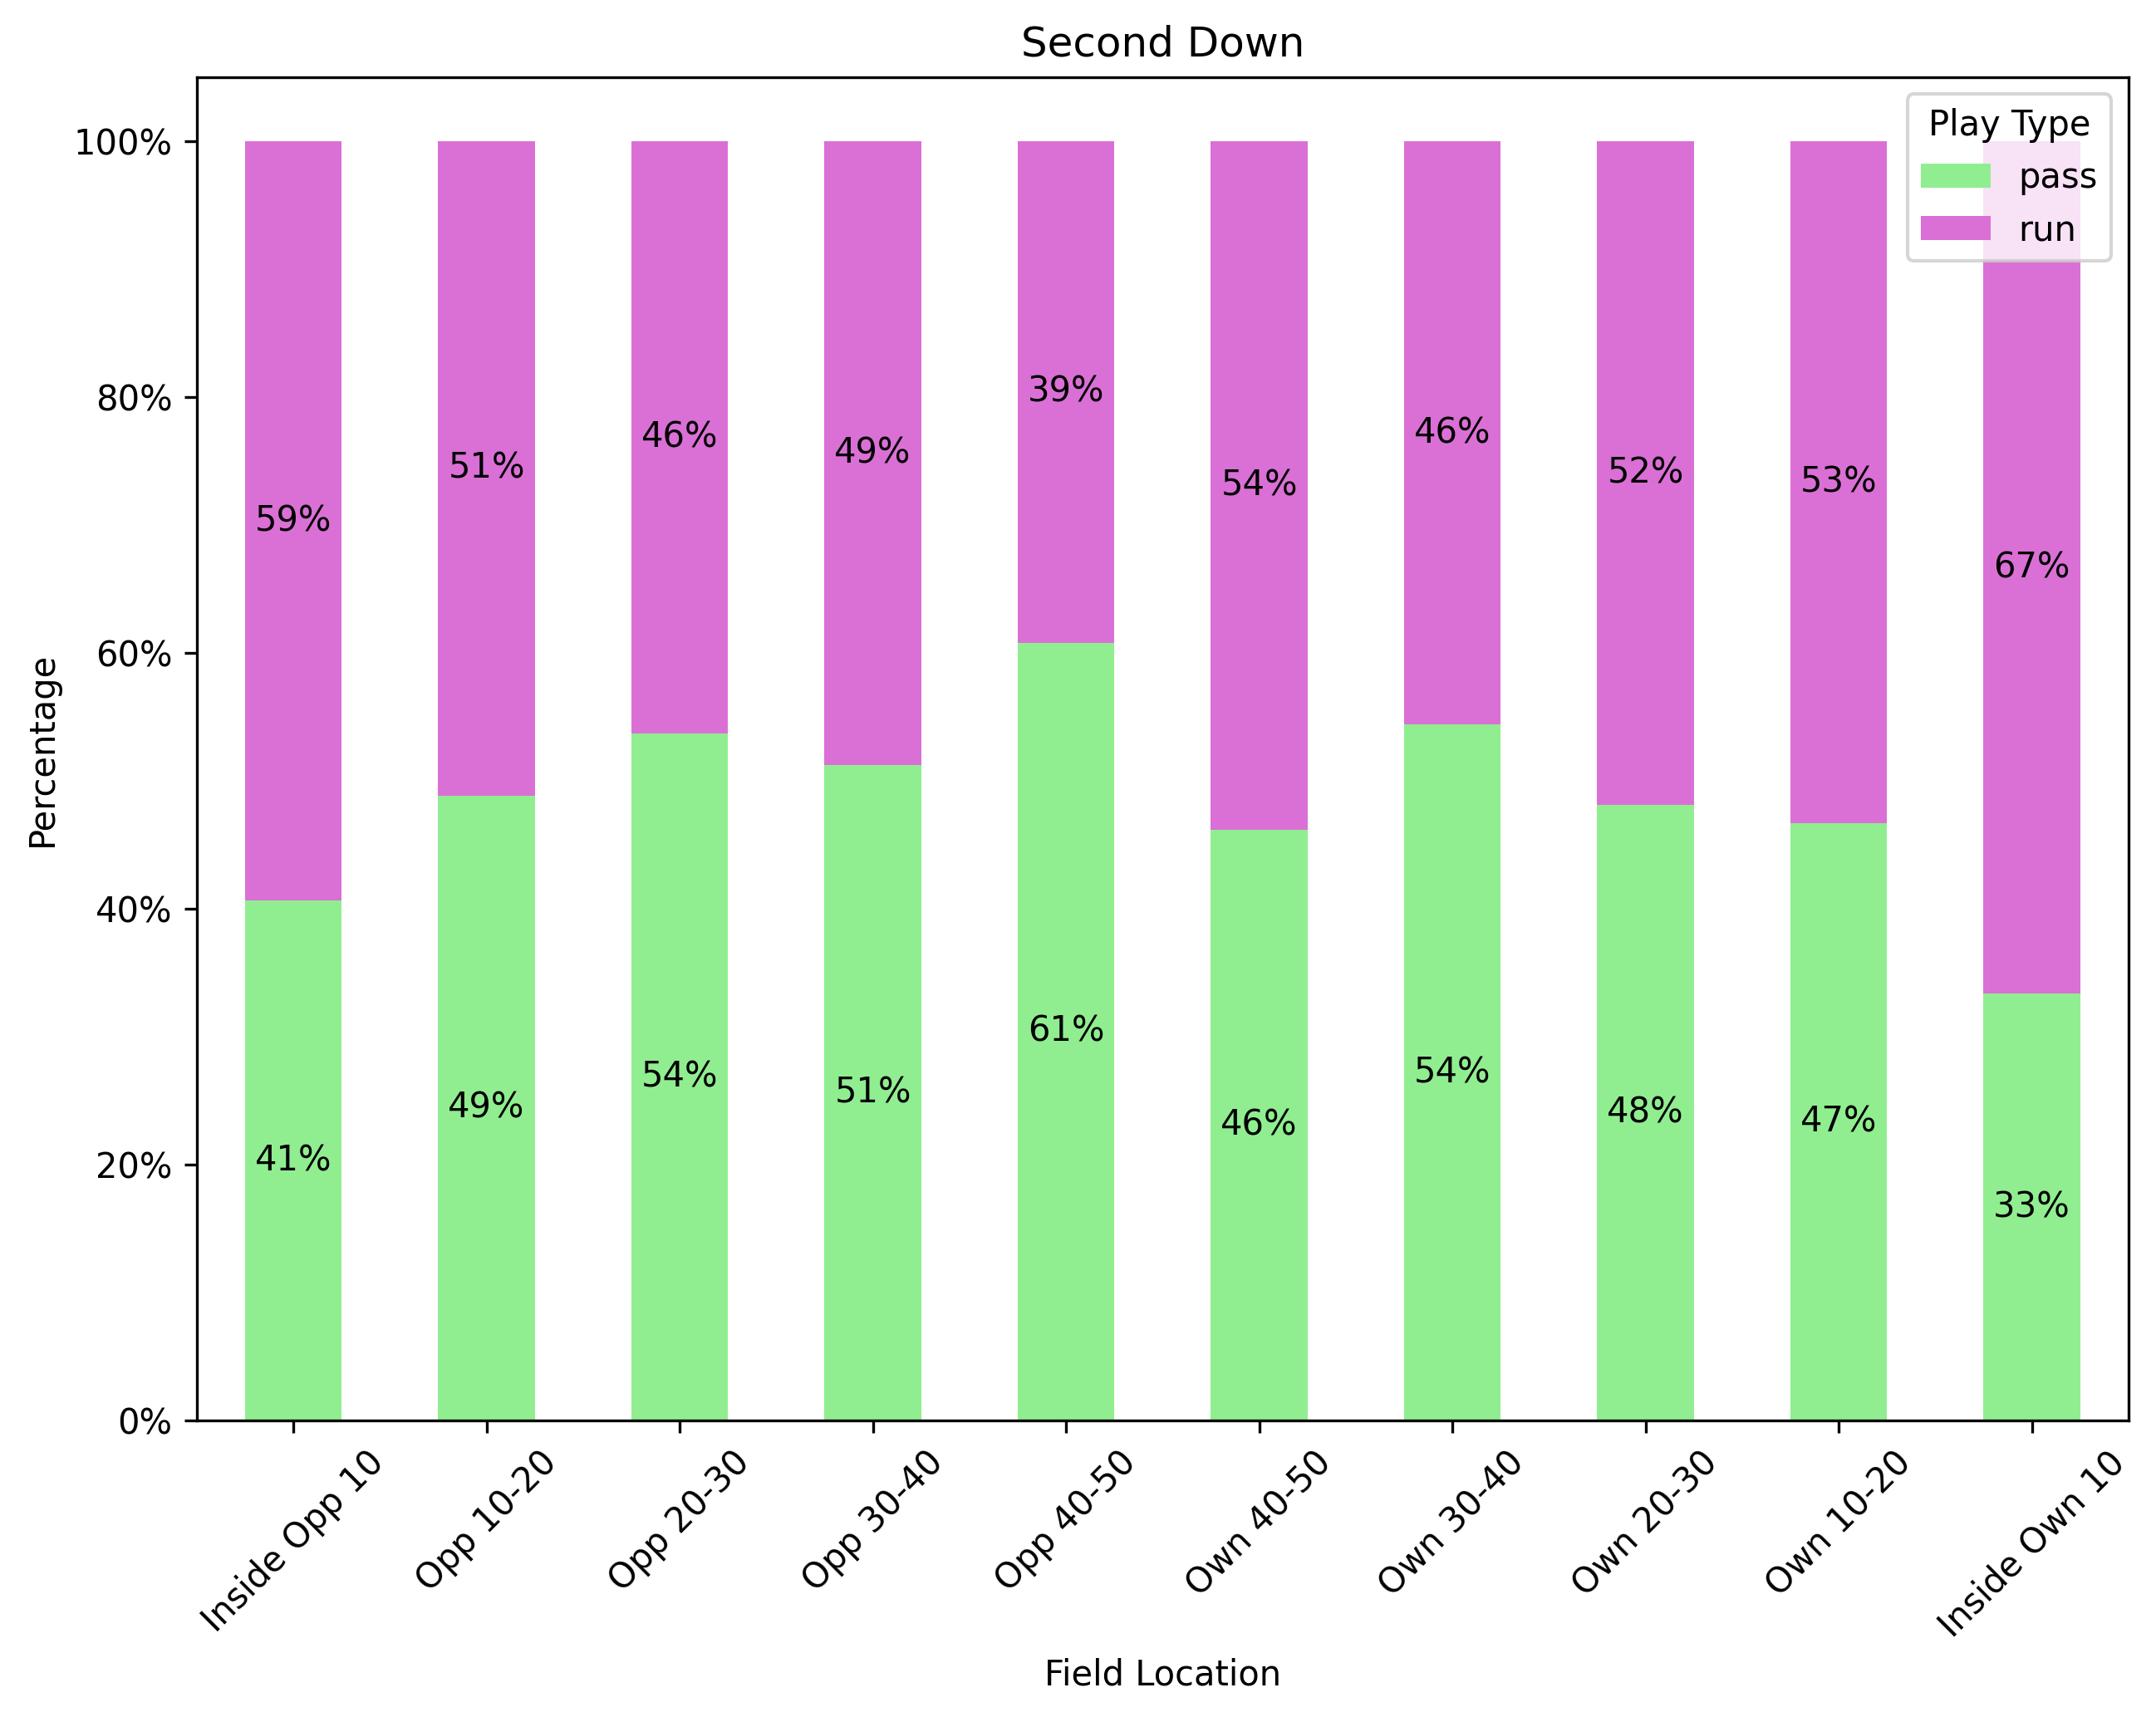 Second Down
Play Type
pass
run
Percentage
100%
80%
60%
40%
20%
0%
59%
51%
46%
49%
39%
54%
46%
52%
53%
67%
41%
49%
54%
51%
61%
46%
54%
48%
47%
33%
Inside Opp 10
Opp 10-20
Opp 20-30
Opp 30-40
Opp 40-50
Own 40-50
Own 30-40
Own 20-30
Own 10-20
Inside Own 10
Field Location